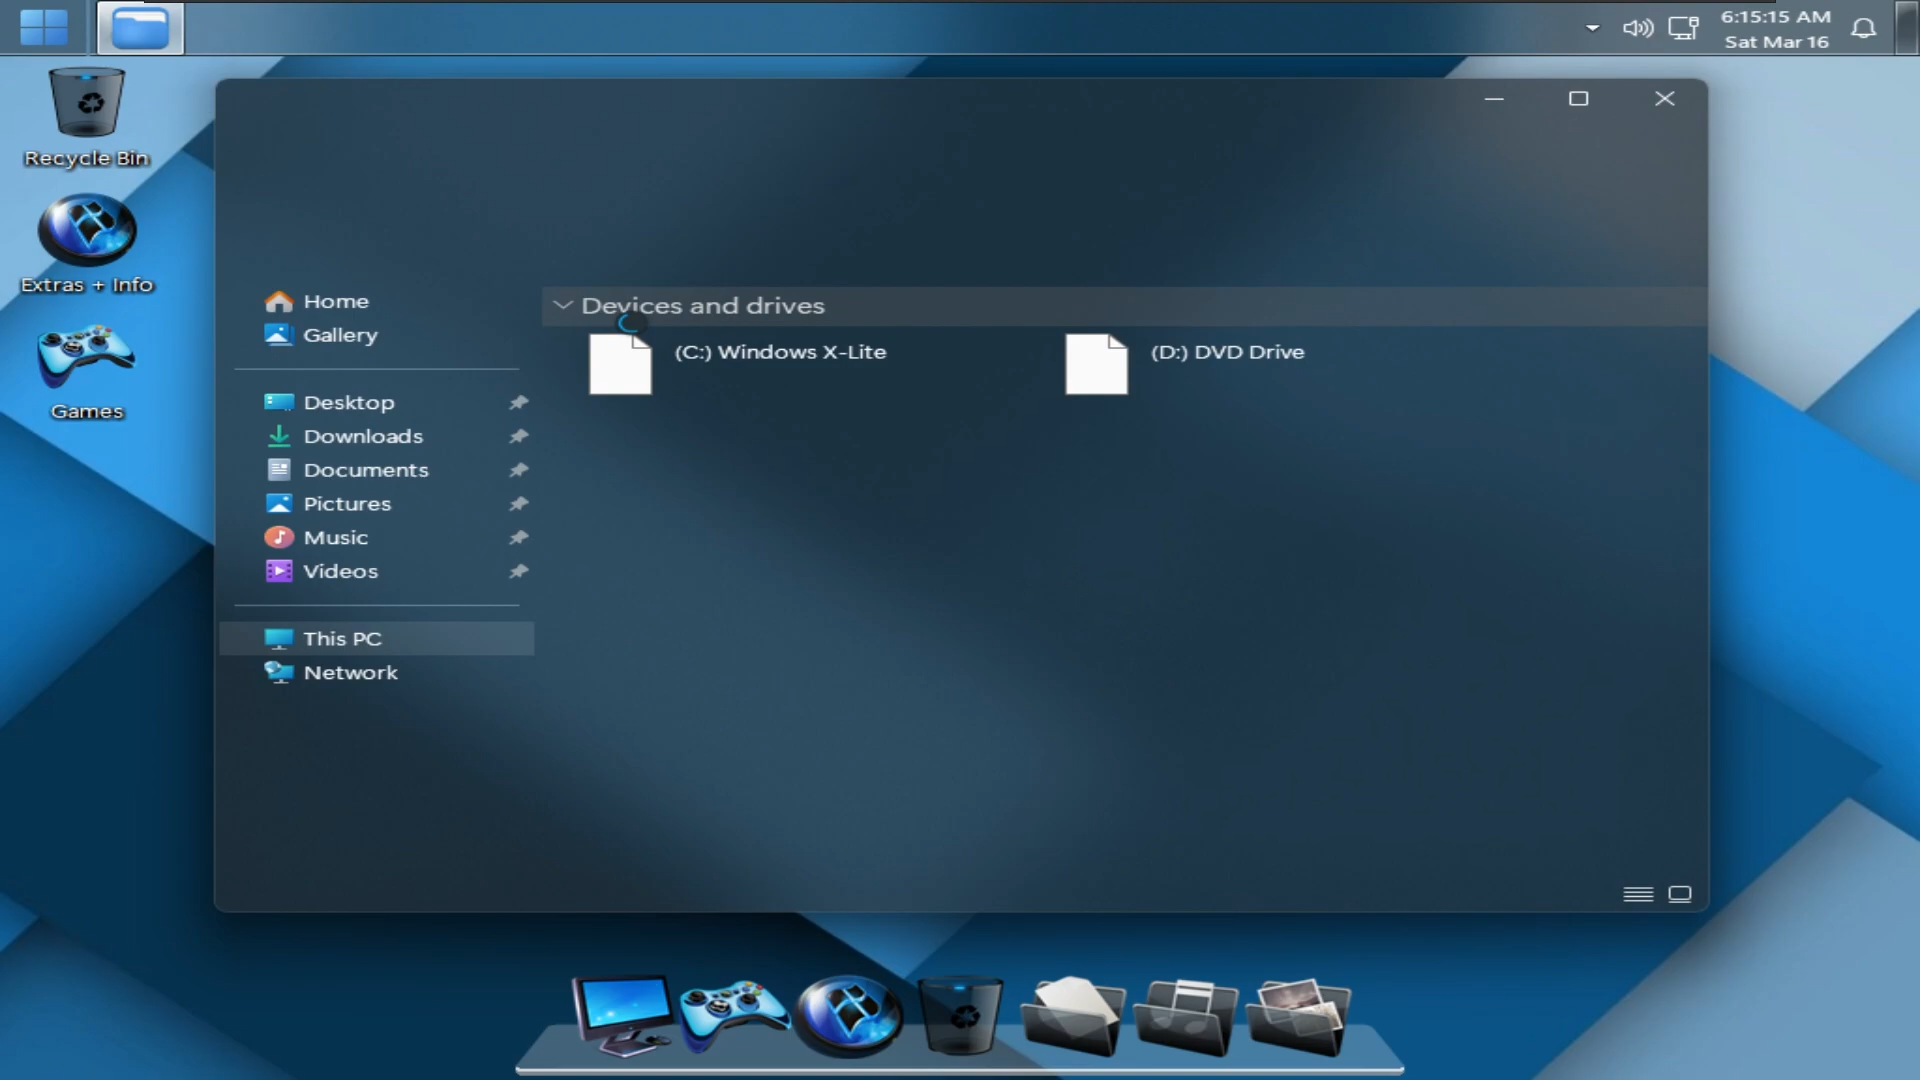 6:15:15 AM
Sat Mar 16
Recycle Bin
Extras + Info
Games
Home
Gallery
Desktop
Downloads
Documents
Pictures
Music
Videos
This PC
Network
Devices and drives
(C:) Windows X-Lite
(D:) DVD Drive